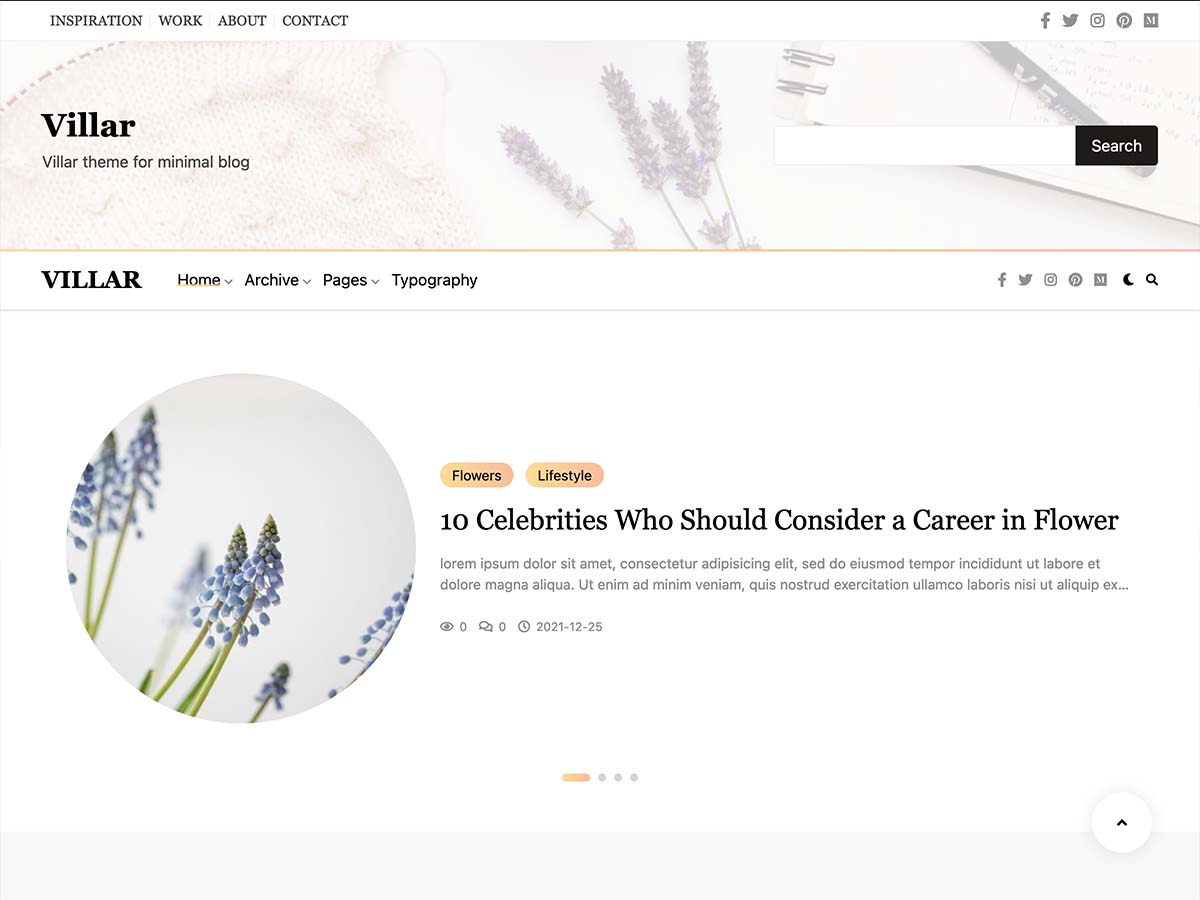 INSPIRATION WORK ABOUT CONTACT
Villar
Villar theme for minimal blog
Search
VILLAR Home Archive Pages Typography
Flowers Lifestyle
10 Celebrities Who Should Consider a Career in Flower
lorem ipsum dolor sit amet, consectetur adipisicing elit, sed do eiusmod tempor incididunt ut labore et
dolore magna aliqua. Ut enim ad minim veniam, quis nostrud exercitation ullamco laboris nisi ut aliquip ex...
0 0 2021-12-25